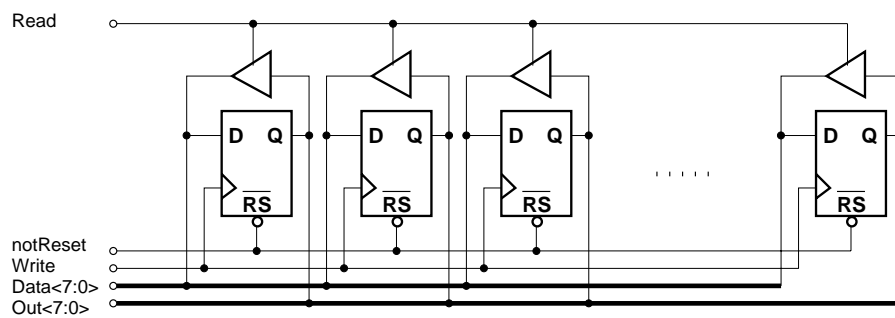 Read
D Q D Q D Q D Q
RS RS RS RS
notReset
Write
Data<7:0>
Out<7:0>